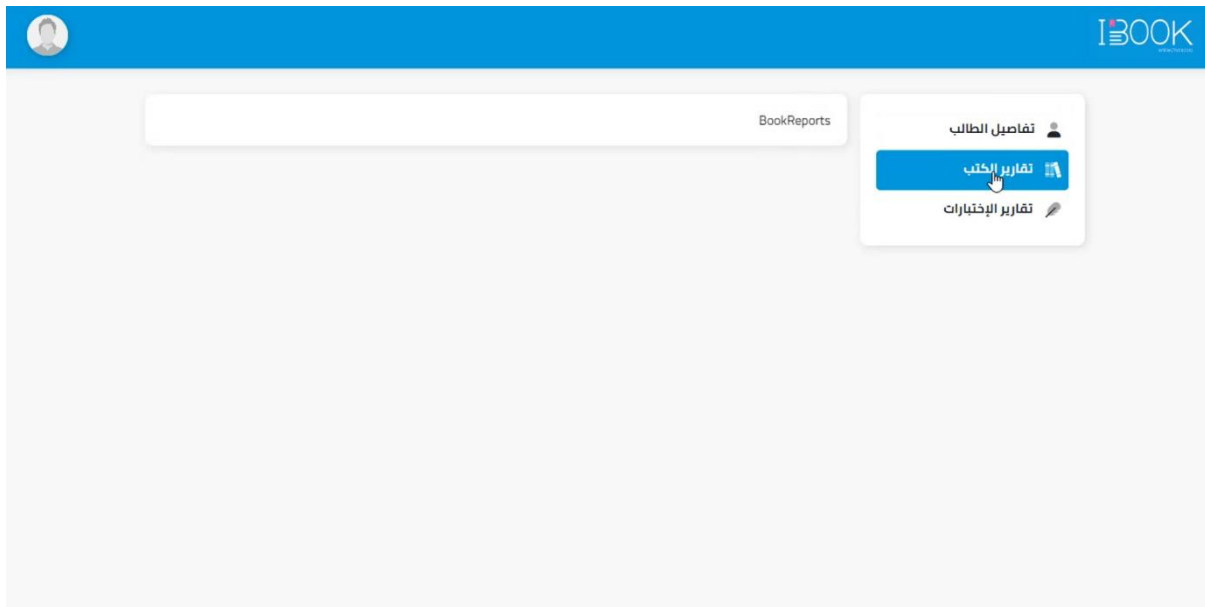 IBOOK
تفاصيل الطالب
تقارير الكتب
تقارير الإختبارات
BookReports